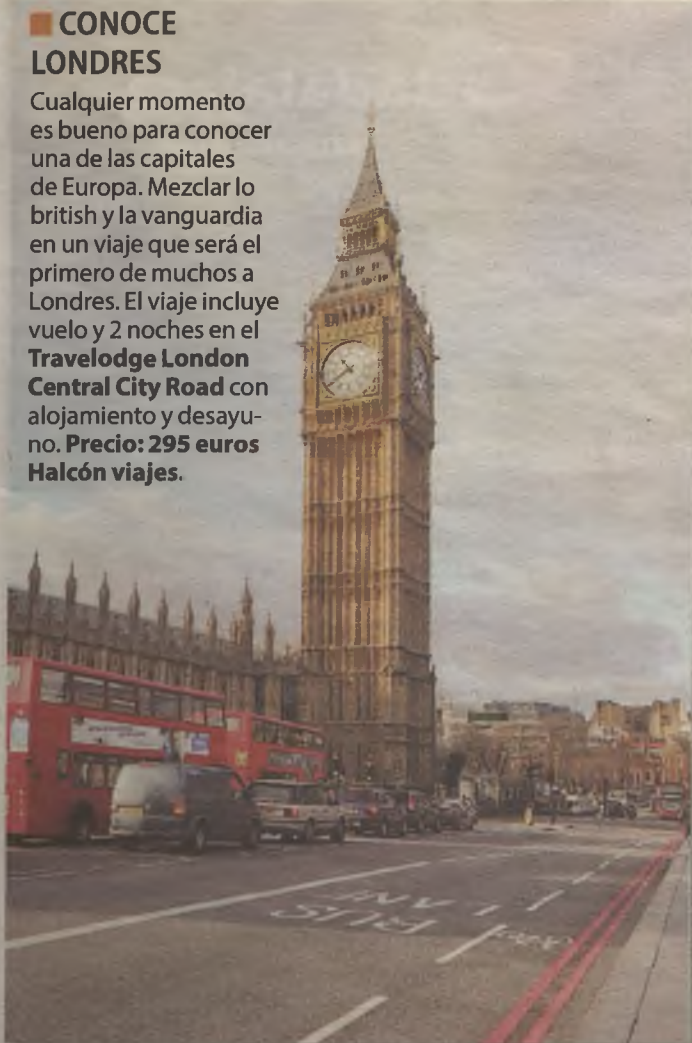 CONOCE
LONDRES
Cualquier momento
es bueno para conocer
una de las capitales
de Europa. Mezclar lo
british y la vanguardia
en un viaje que será el
primero de muchos a
Londres. El viaje incluye
vuelo y 2 noches en el
Travelodge London
Central City Road con
alojamiento y desayu-
no. Precio: 295 euros
Halcón viajes.
LANE
BUS